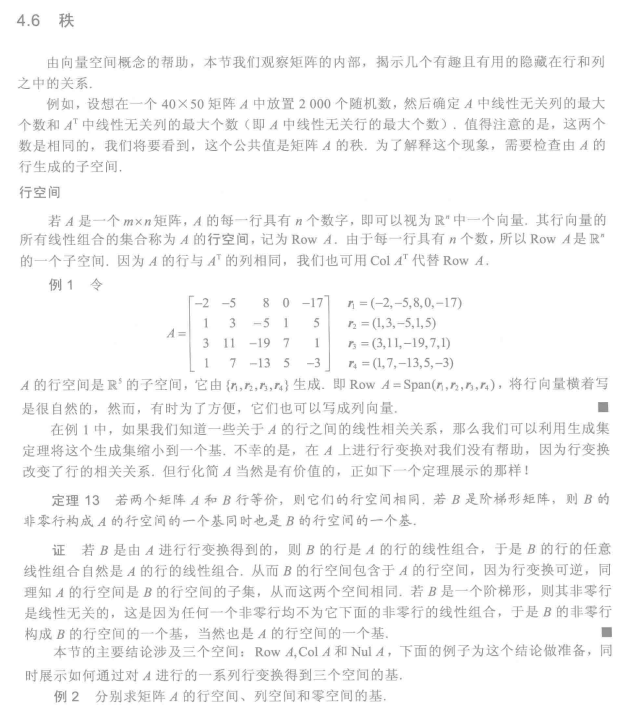 4.6 秩
由向量空间概念的帮助，本节我们观察矩阵的内部，揭示几个有趣且有用的隐藏在行和列
之中的关系.
例如，设想在一个 40×50 矩阵 A 中放置 2 000 个随机数，然后确定 A 中线性无关列的最大
个数和 Aᵀ 中线性无关列的最大个数（即 A 中线性无关行的最大个数）. 值得注意的是，这两个
数是相同的，我们将要看到，这个公共值是矩阵 A 的秩. 为了解释这个现象，需要检查由 A 的
行生成的子空间.
行空间
若 A 是一个 m×n 矩阵，A 的每一行具有 n 个数字，即可以视为 ℝⁿ 中一个向量. 其行向量的
所有线性组合的集合称为 A 的行空间，记为 Row A. 由于每一行具有 n 个数，所以 Row A 是 ℝⁿ
的一个子空间. 因为 A 的行与 Aᵀ 的列相同，我们也可用 Col Aᵀ 代替 Row A.
例 1 令
−2 −5 8 0 −17 r₁ = (−2,−5,8,0,−17)
A = 1 3 −5 1 5 r₂ = (1,3,−5,1,5)
3 11 −19 7 1 r₃ = (3,11,−19,7,1)
1 7 −13 5 −3 r₄ = (1,7,−13,5,−3)
A 的行空间是 ℝ⁵ 的子空间，它由 {r₁,r₂,r₃,r₄} 生成. 即 Row A = Span(r₁,r₂,r₃,r₄)，将行向量横着写
是很自然的，然而，有时为了方便，它们也可以写成列向量. ■
在例 1 中，如果我们知道一些关于 A 的行之间的线性相关关系，那么我们可以利用生成集
定理将这个生成集缩小到一个基. 不幸的是，在 A 上进行行变换对我们没有帮助，因为行变换
改变了行的相关关系. 但行化简 A 当然是有价值的，正如下一个定理展示的那样！
定理 13 若两个矩阵 A 和 B 行等价，则它们的行空间相同. 若 B 是阶梯形矩阵，则 B 的
非零行构成 A 的行空间的一个基同时也是 B 的行空间的一个基.
证 若 B 是由 A 进行行变换得到的，则 B 的行是 A 的行的线性组合，于是 B 的行的任意
线性组合自然是 A 的行的线性组合. 从而 B 的行空间包含于 A 的行空间，因为行变换可逆，同
理知 A 的行空间是 B 的行空间的子集，从而这两个空间相同. 若 B 是一个阶梯形，则其非零行
是线性无关的，这是因为任何一个非零行均不为它下面的非零行的线性组合，于是 B 的非零行
构成 B 的行空间的一个基，当然也是 A 的行空间的一个基. ■
本节的主要结论涉及三个空间：Row A,Col A 和 Nul A，下面的例子为这个结论做准备，同
时展示如何通过对 A 进行的一系列行变换得到三个空间的基.
例 2 分别求矩阵 A 的行空间、列空间和零空间的基.